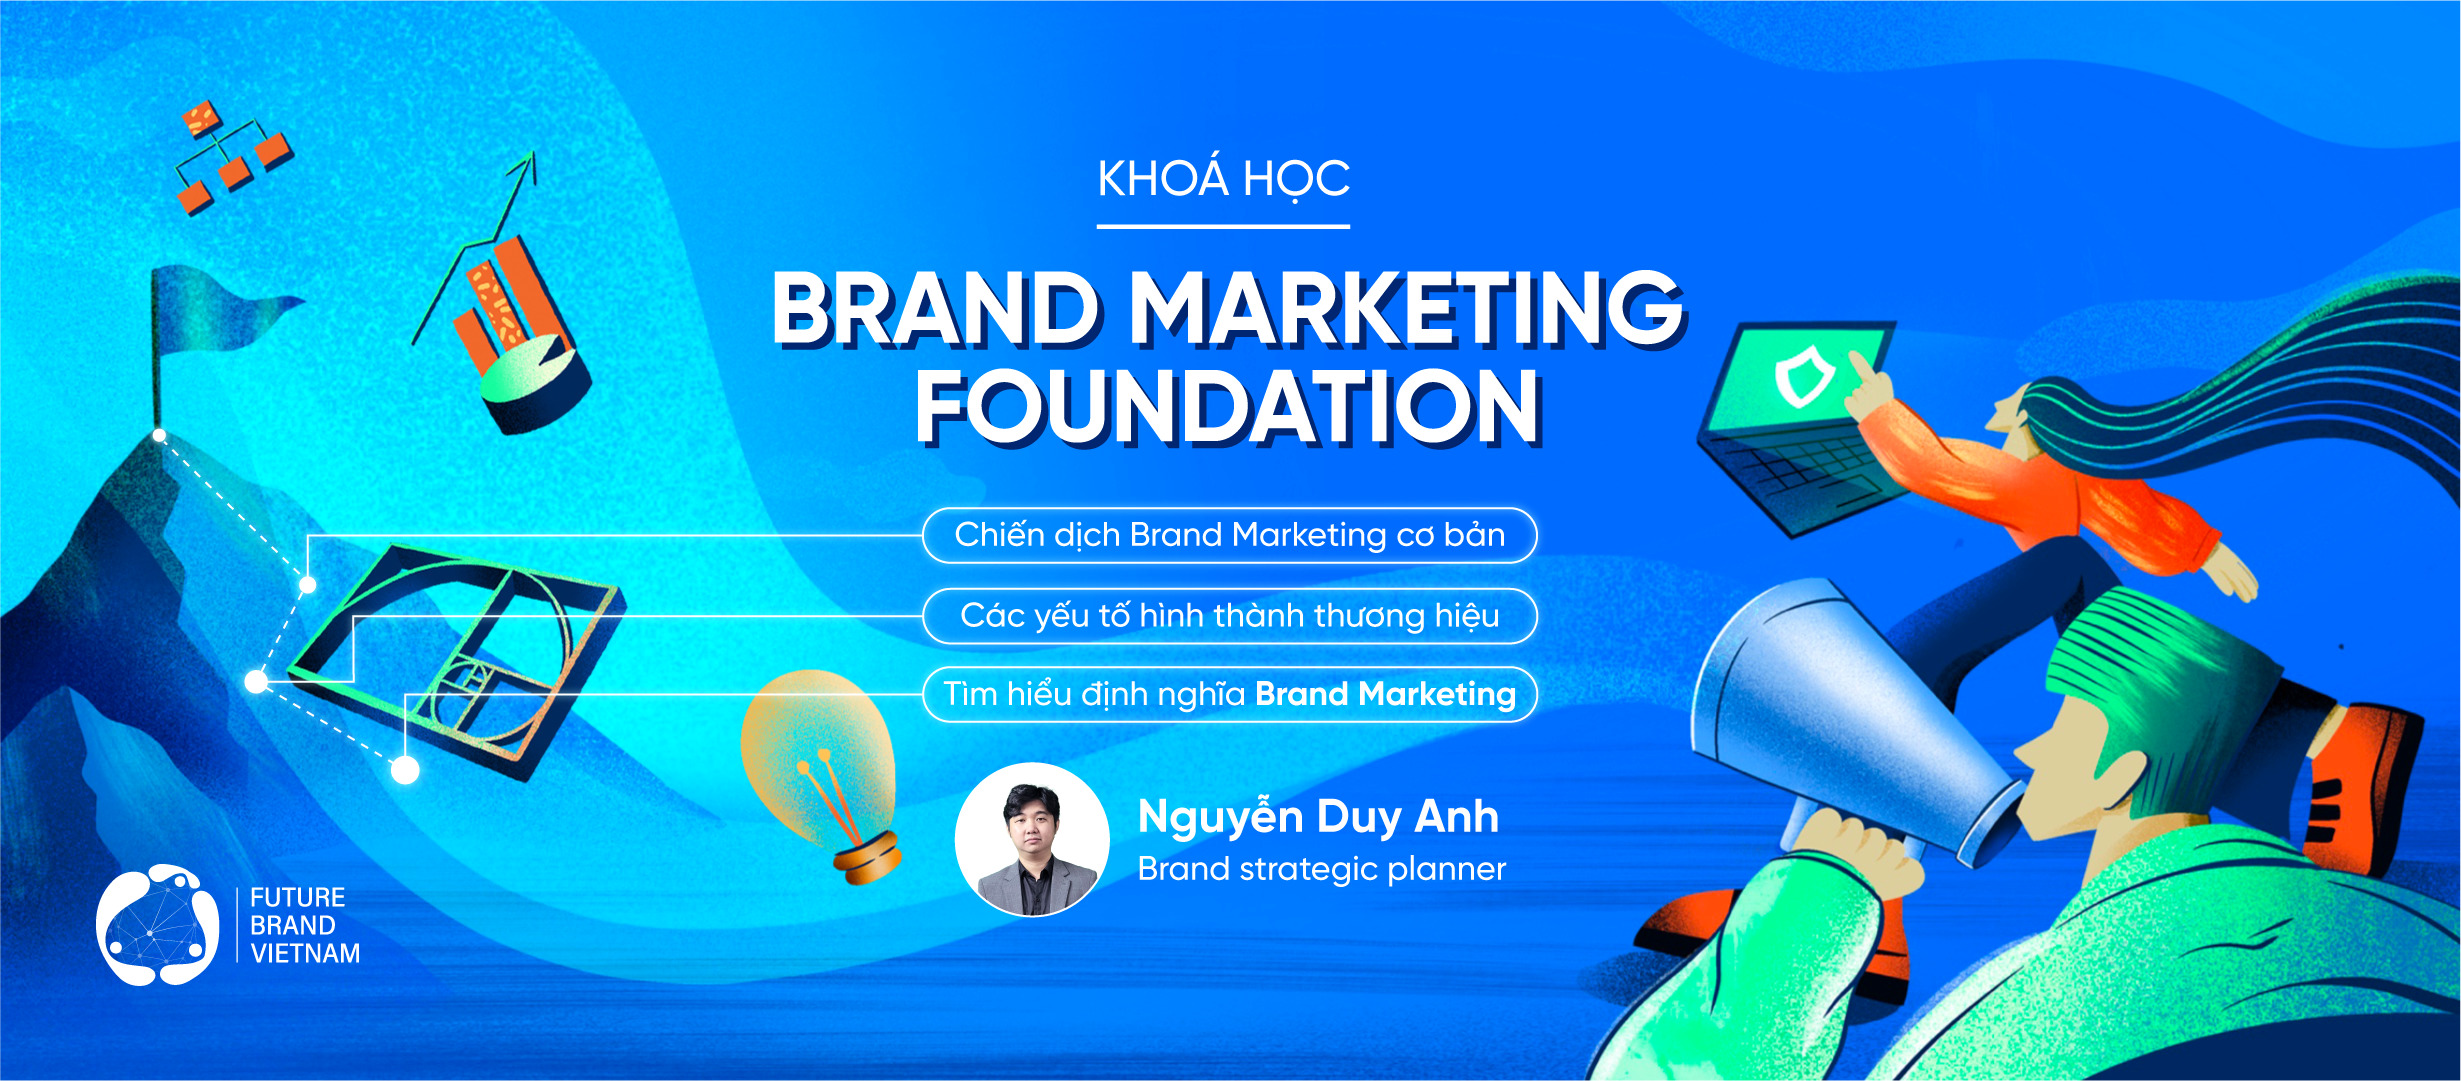 KHOÁ HỌC
BRAND MARKETING
FOUNDATION
Chiến dịch Brand Marketing cơ bản
Các yếu tố hình thành thương hiệu
Tìm hiểu định nghĩa Brand Marketing
Nguyễn Duy Anh
Brand strategic planner
FUTURE
BRAND
VIETNAM